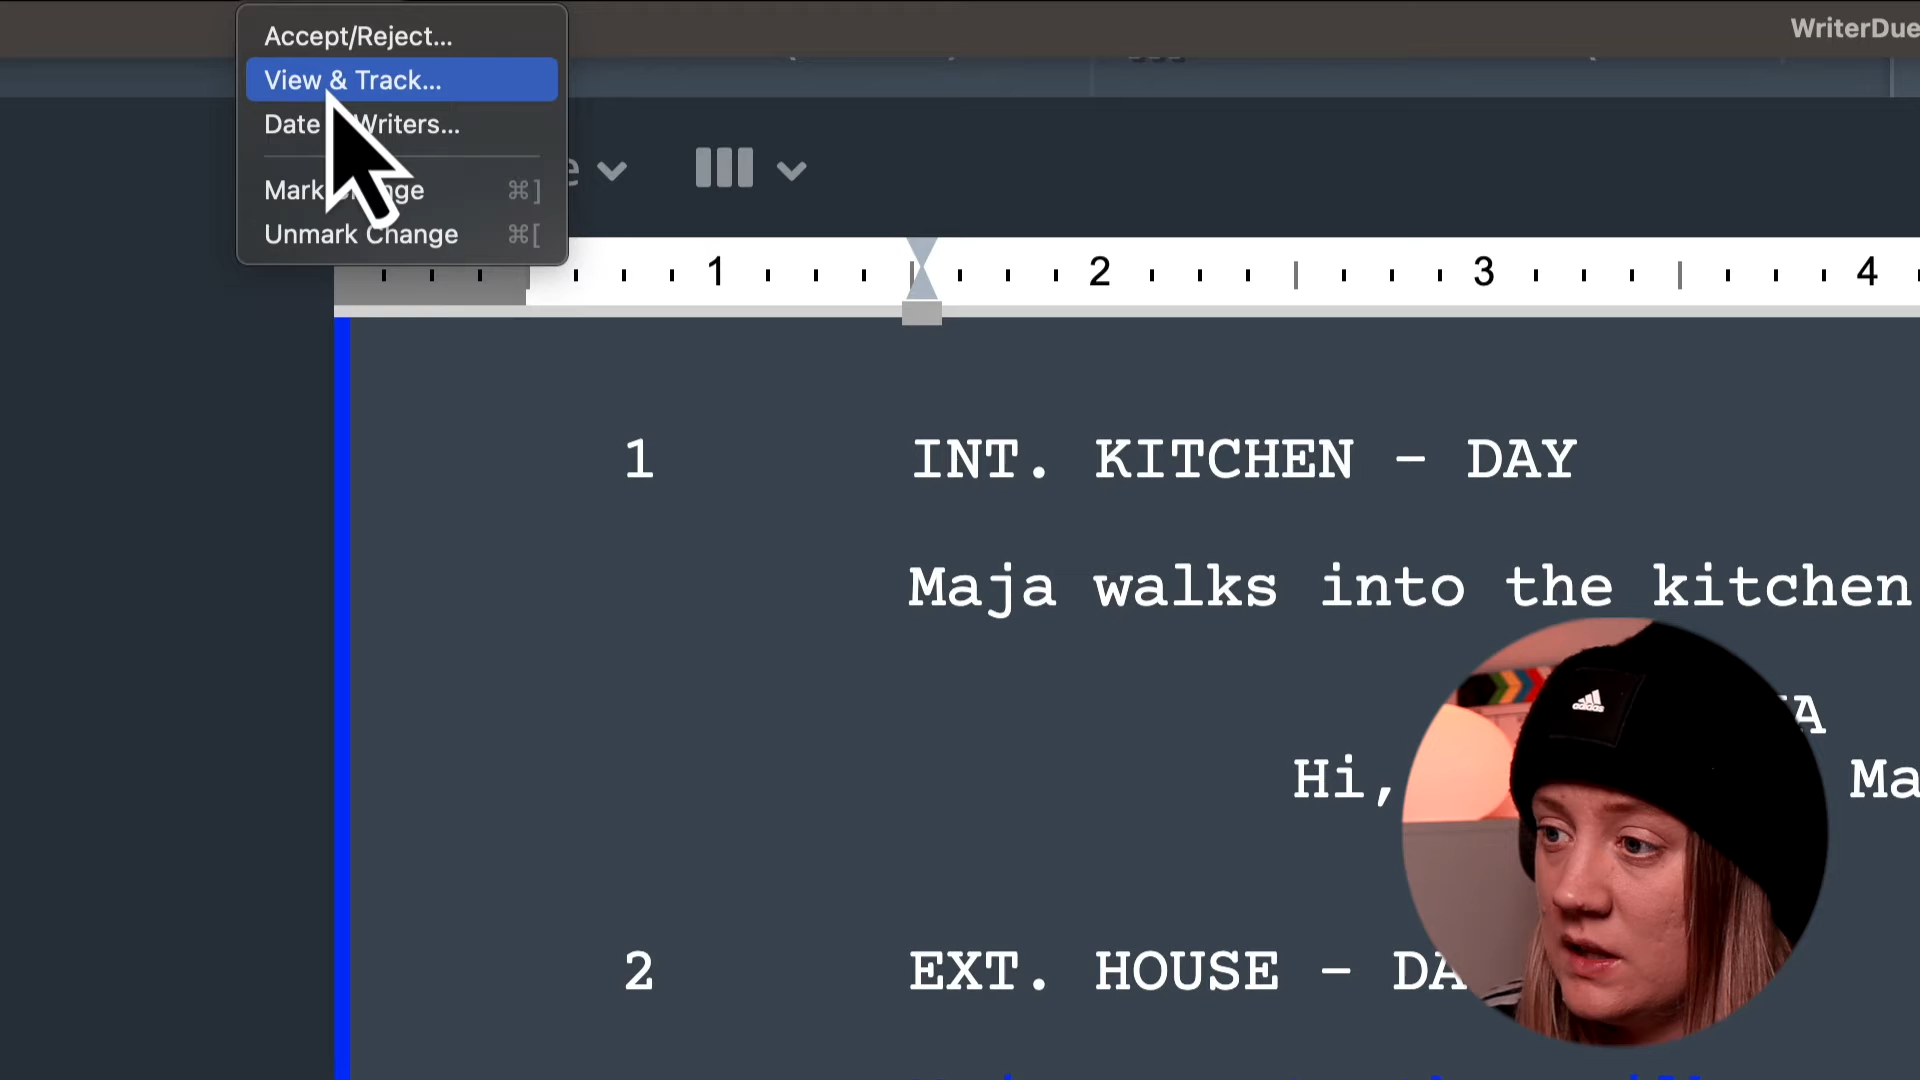 Accept/Reject...
WriterDue
View & Track...
Date Writers...
Mark
⌘]
Unmark Change
⌘[
1 2 3 4
1 INT. KITCHEN - DAY
Maja walks into the kitchen
Hi, Ma
adidas
2 EXT. HOUSE - DA